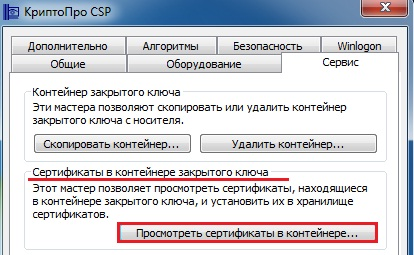 КриптоПро CSP
Дополнительно Алгоритмы Безопасность Winlogon
Общие Оборудование Сервис
Контейнер закрытого ключа
Эти мастера позволяют скопировать или удалить контейнер
закрытого ключа с носителя.
Скопировать контейнер... Удалить контейнер...
Сертификаты в контейнере закрытого ключа
Этот мастер позволяет просмотреть сертификаты, находящиеся
в контейнере закрытого ключа, и установить их в хранилище
сертификатов.
Просмотреть сертификаты в контейнере...